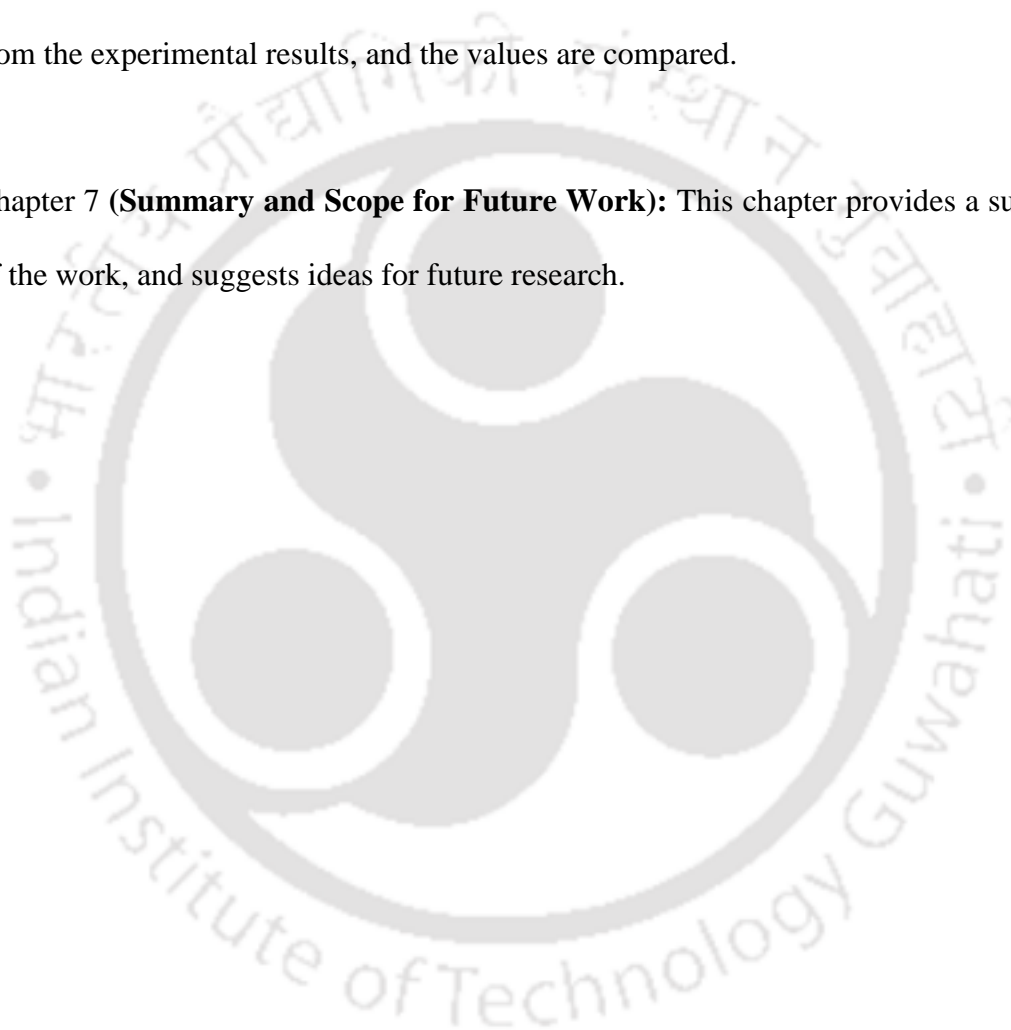 om the experimental results, and the values are compared.
hapter 7 (Summary and Scope for Future Work): This chapter provides a su
f the work, and suggests ideas for future research.
भारतीय प्रौद्योगिकी संस्थान गुवाहाटी
Indian Institute of Technology Guwahati